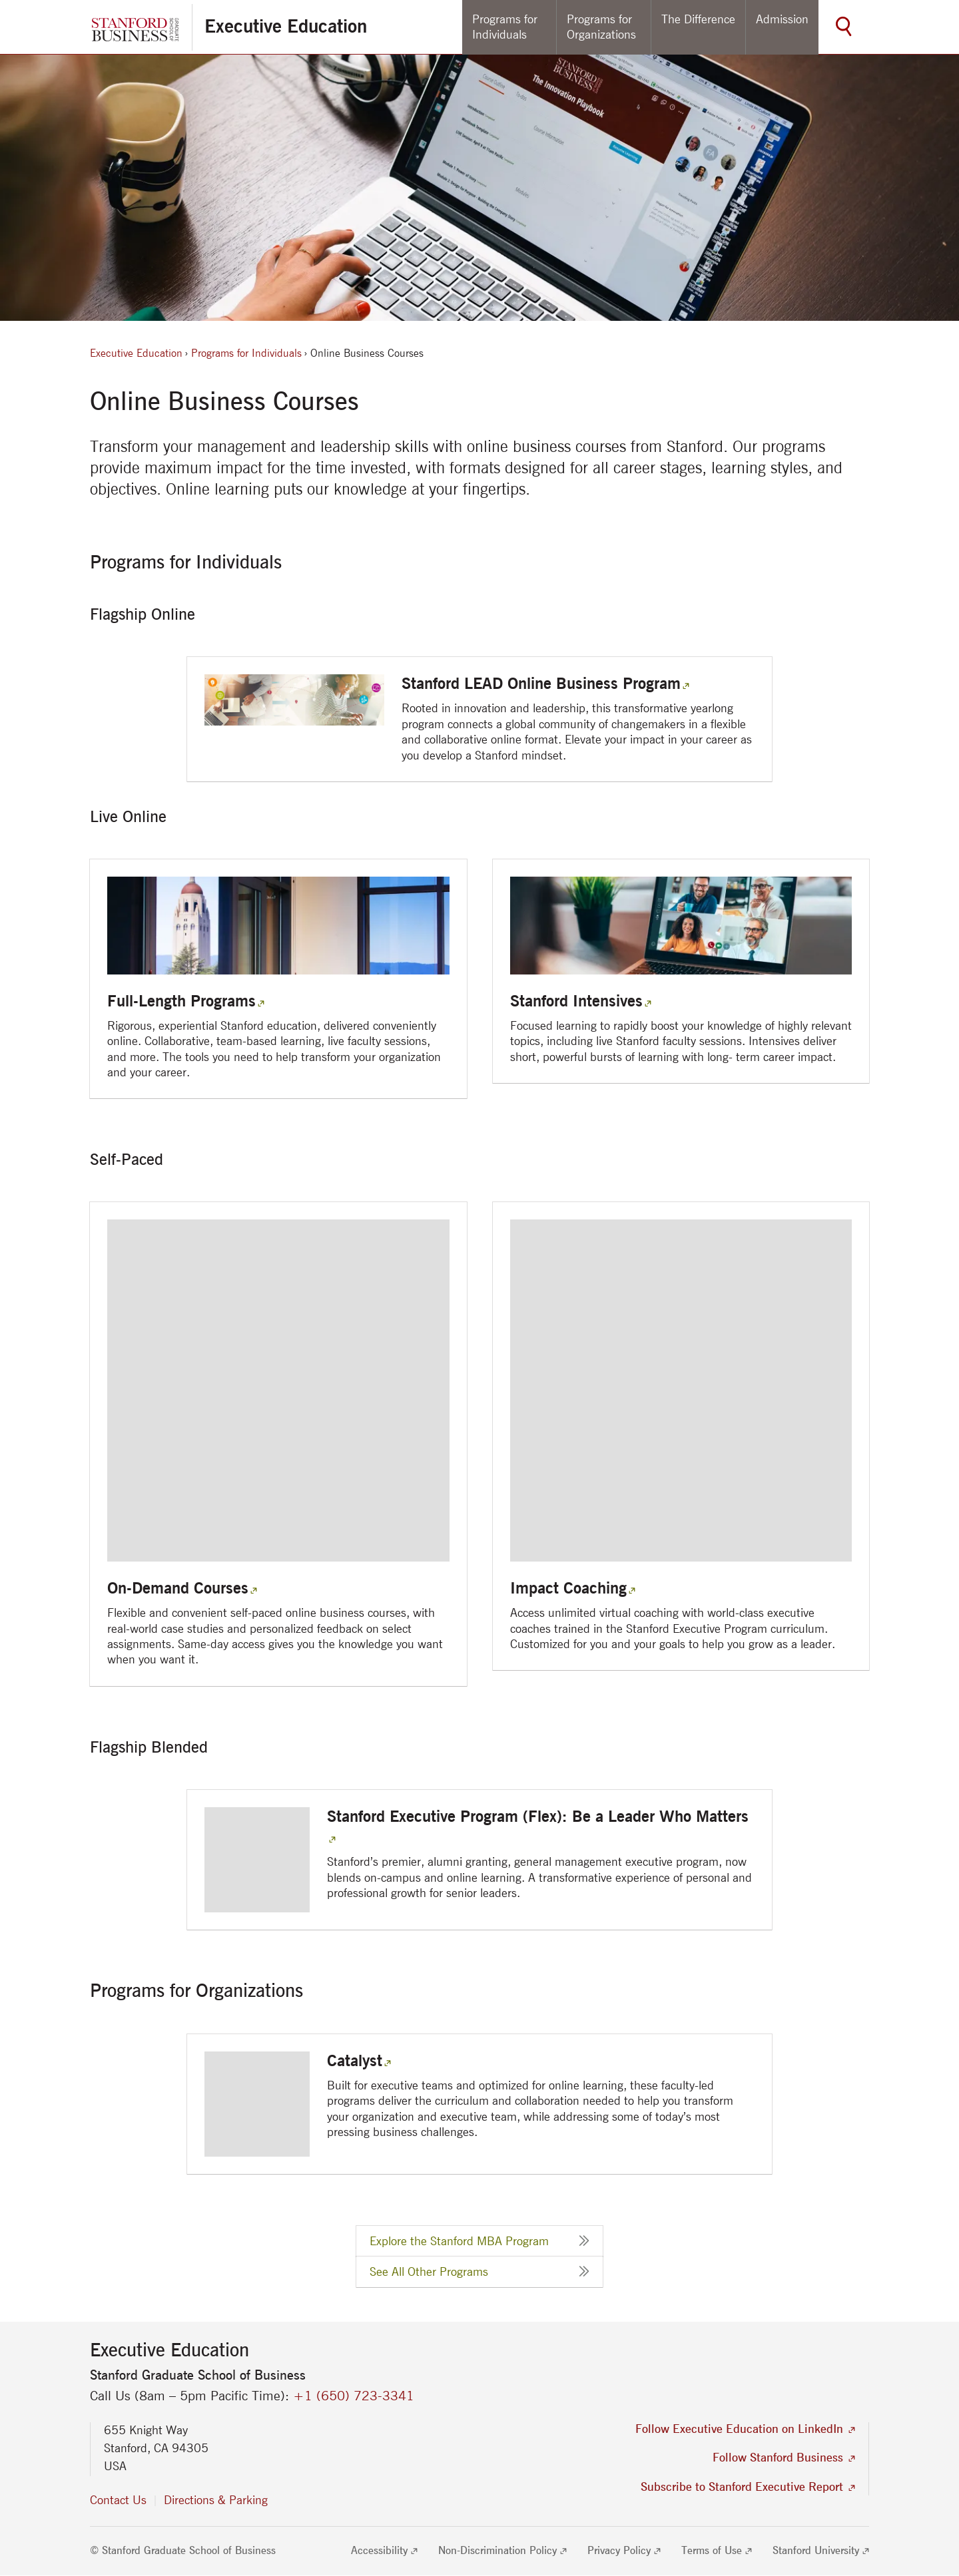 STANFORD
BUSINESS
GRADUATE
SCHOOL OF
Executive Education
Programs for
Individuals
Programs for
Organizations
The Difference
Admission
STANFORD
BUSINESS
The Innovation Playbook
Executive Education › Programs for Individuals › Online Business Courses
Online Business Courses
Transform your management and leadership skills with online business courses from Stanford. Our programs
provide maximum impact for the time invested, with formats designed for all career stages, learning styles, and
objectives. Online learning puts our knowledge at your fingertips.
Programs for Individuals
Flagship Online
Stanford LEAD Online Business Program
Rooted in innovation and leadership, this transformative yearlong
program connects a global community of changemakers in a flexible
and collaborative online format. Elevate your impact in your career as
you develop a Stanford mindset.
Live Online
Full-Length Programs
Rigorous, experiential Stanford education, delivered conveniently
online. Collaborative, team-based learning, live faculty sessions,
and more. The tools you need to help transform your organization
and your career.
Stanford Intensives
Focused learning to rapidly boost your knowledge of highly relevant
topics, including live Stanford faculty sessions. Intensives deliver
short, powerful bursts of learning with long- term career impact.
Self-Paced
On-Demand Courses
Flexible and convenient self-paced online business courses, with
real-world case studies and personalized feedback on select
assignments. Same-day access gives you the knowledge you want
when you want it.
Impact Coaching
Access unlimited virtual coaching with world-class executive
coaches trained in the Stanford Executive Program curriculum.
Customized for you and your goals to help you grow as a leader.
Flagship Blended
Stanford Executive Program (Flex): Be a Leader Who Matters
Stanford’s premier, alumni granting, general management executive program, now
blends on-campus and online learning. A transformative experience of personal and
professional growth for senior leaders.
Programs for Organizations
Catalyst
Built for executive teams and optimized for online learning, these faculty-led
programs deliver the curriculum and collaboration needed to help you transform
your organization and executive team, while addressing some of today’s most
pressing business challenges.
Explore the Stanford MBA Program
See All Other Programs
Executive Education
Stanford Graduate School of Business
Call Us (8am – 5pm Pacific Time): +1 (650) 723-3341
655 Knight Way
Stanford, CA 94305
USA
Contact Us | Directions & Parking
Follow Executive Education on LinkedIn
Follow Stanford Business
Subscribe to Stanford Executive Report
© Stanford Graduate School of Business
Accessibility
Non-Discrimination Policy
Privacy Policy
Terms of Use
Stanford University